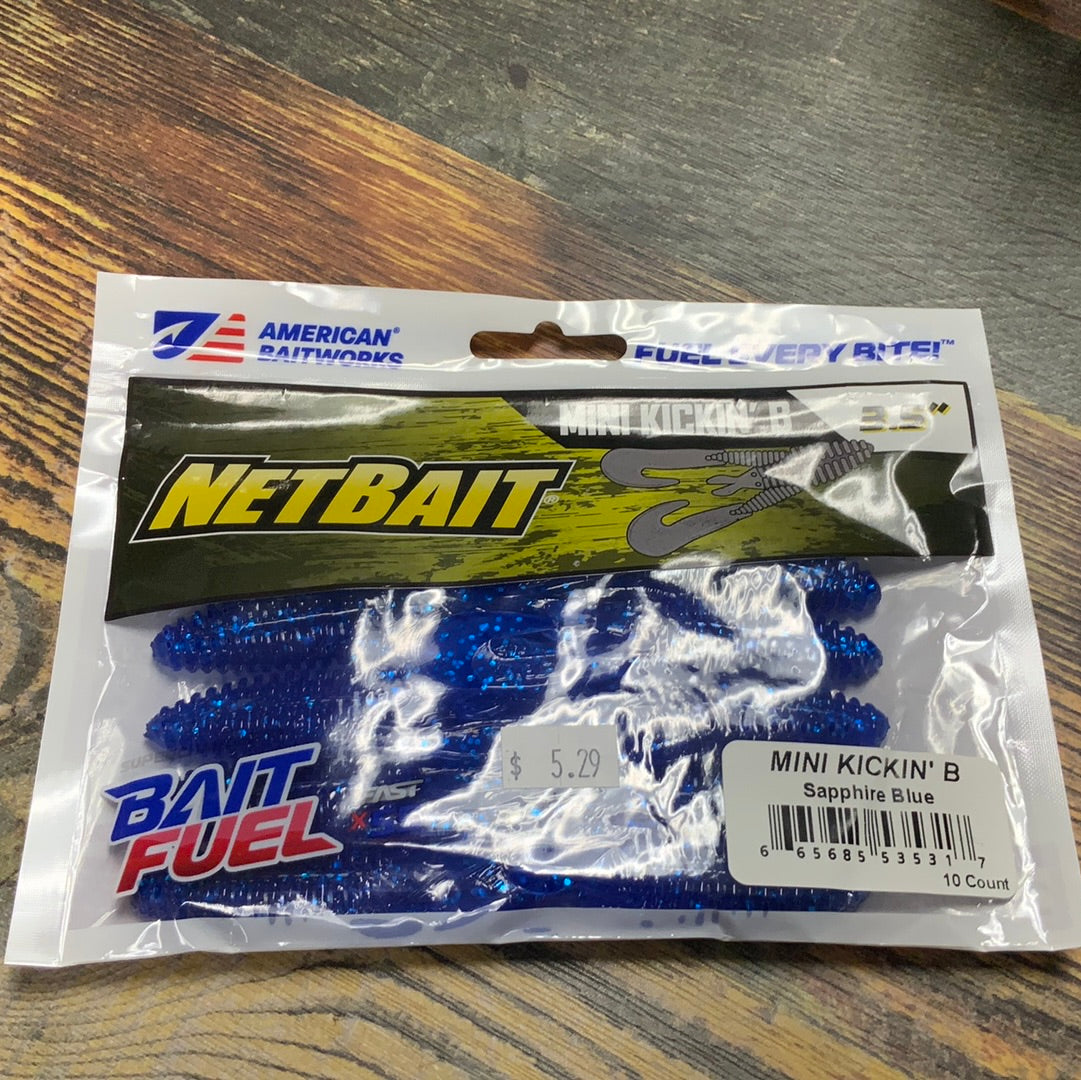 AMERICAN®
BAITWORKS
FUEL EVERY BITE!™
MINI KICKIN' B
3.5"
NETBAIT®
$ 5.29
BAIT
FUEL
MINI KICKIN' B
Sapphire Blue
6 65685 53531 7
10 Count